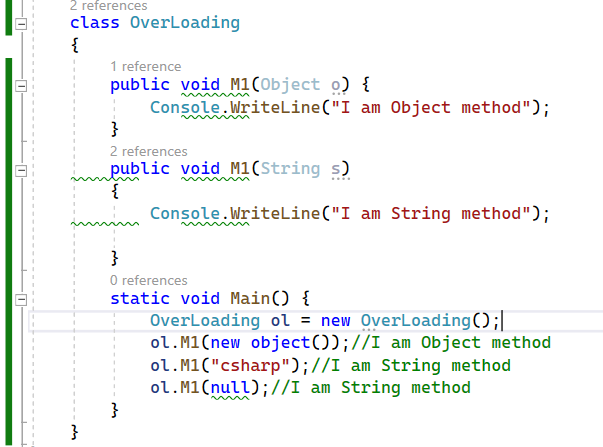 2 references
class OverLoading
{
1 reference
public void M1(Object o) {
Console.WriteLine("I am Object method");
}
2 references
public void M1(String s)
{
Console.WriteLine("I am String method");
}
0 references
static void Main() {
OverLoading ol = new OverLoading();
ol.M1(new object());//I am Object method
ol.M1("csharp");//I am String method
ol.M1(null);//I am String method
}
}